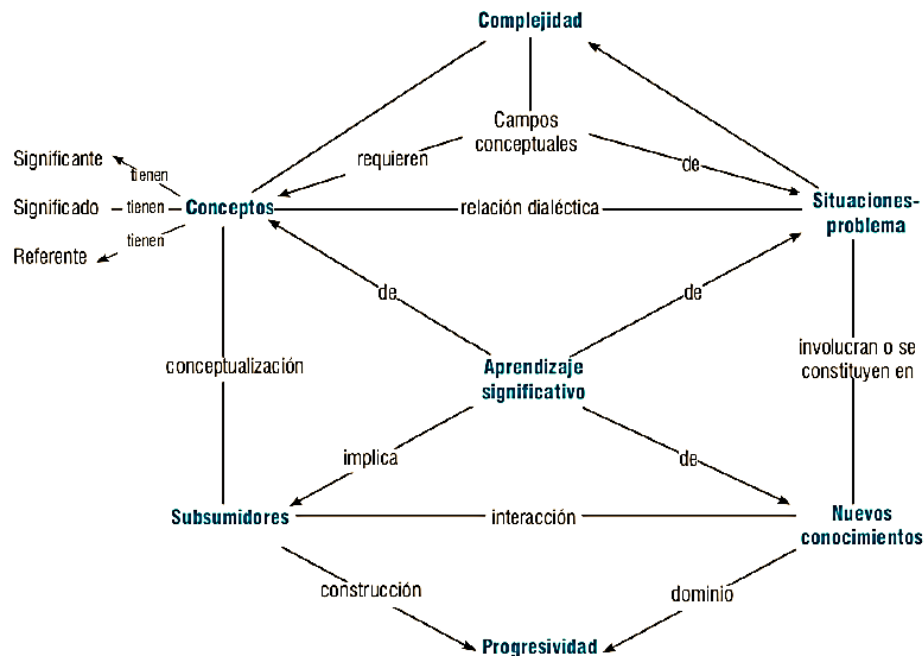 Complejidad
Campos
conceptuales
requieren
de
Significante
tienen
Significado
tienen
Conceptos
relación dialéctica
Situaciones-
problema
Referente
tienen
de
de
conceptualización
Aprendizaje
significativo
involucran o se
constituyen en
implica
de
Subsumidores
interacción
Nuevos
conocimientos
construcción
dominio
Progresividad